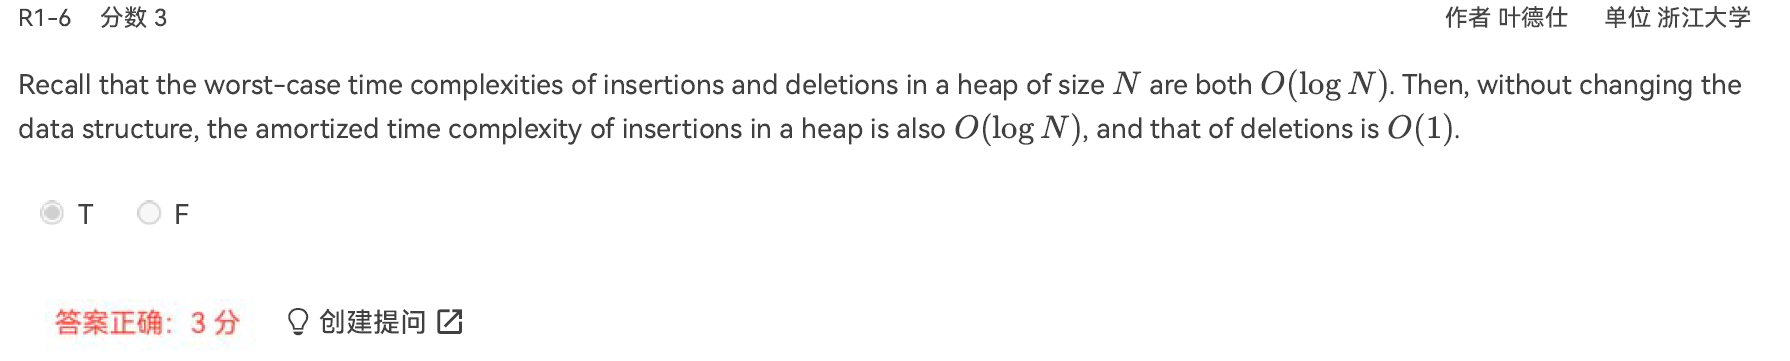 R1-6 分数 3 作者 叶德仕 单位 浙江大学
Recall that the worst-case time complexities of insertions and deletions in a heap of size N are both O(log N). Then, without changing the
data structure, the amortized time complexity of insertions in a heap is also O(log N), and that of deletions is O(1).
T F
答案正确：3 分 创建提问